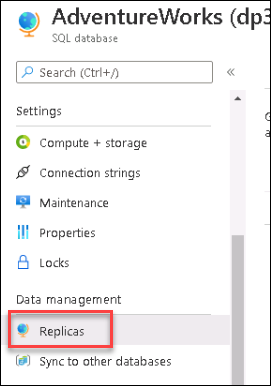 AdventureWorks (dp3
SQL database
Search (Ctrl+/)
«
Settings
Compute + storage
Connection strings
Maintenance
Properties
Locks
Data management
Replicas
Sync to other databases